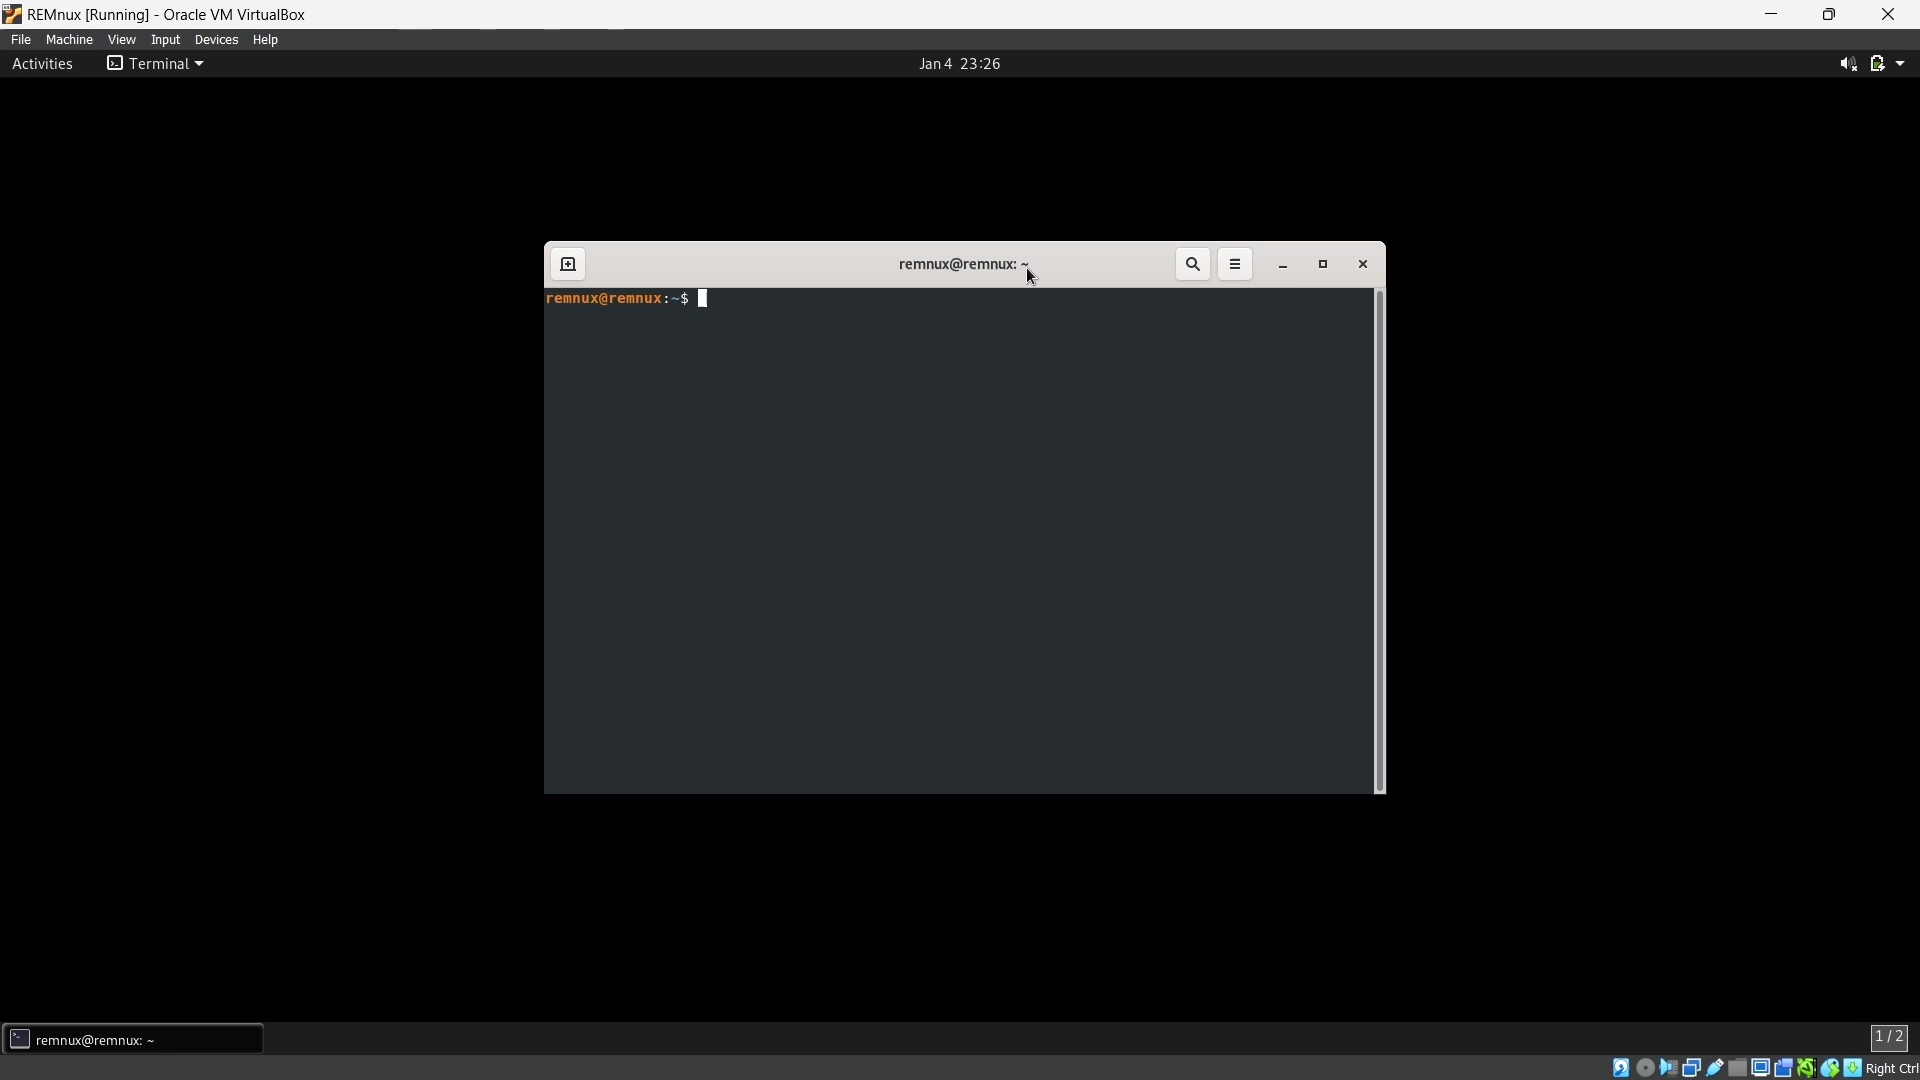 REMnux [Running] - Oracle VM VirtualBox
File Machine View Input Devices Help
Activities Terminal Jan 4 23:26
remnux@remnux: ~
remnux@remnux:~$
remnux@remnux: ~
1 / 2
Right Ctrl